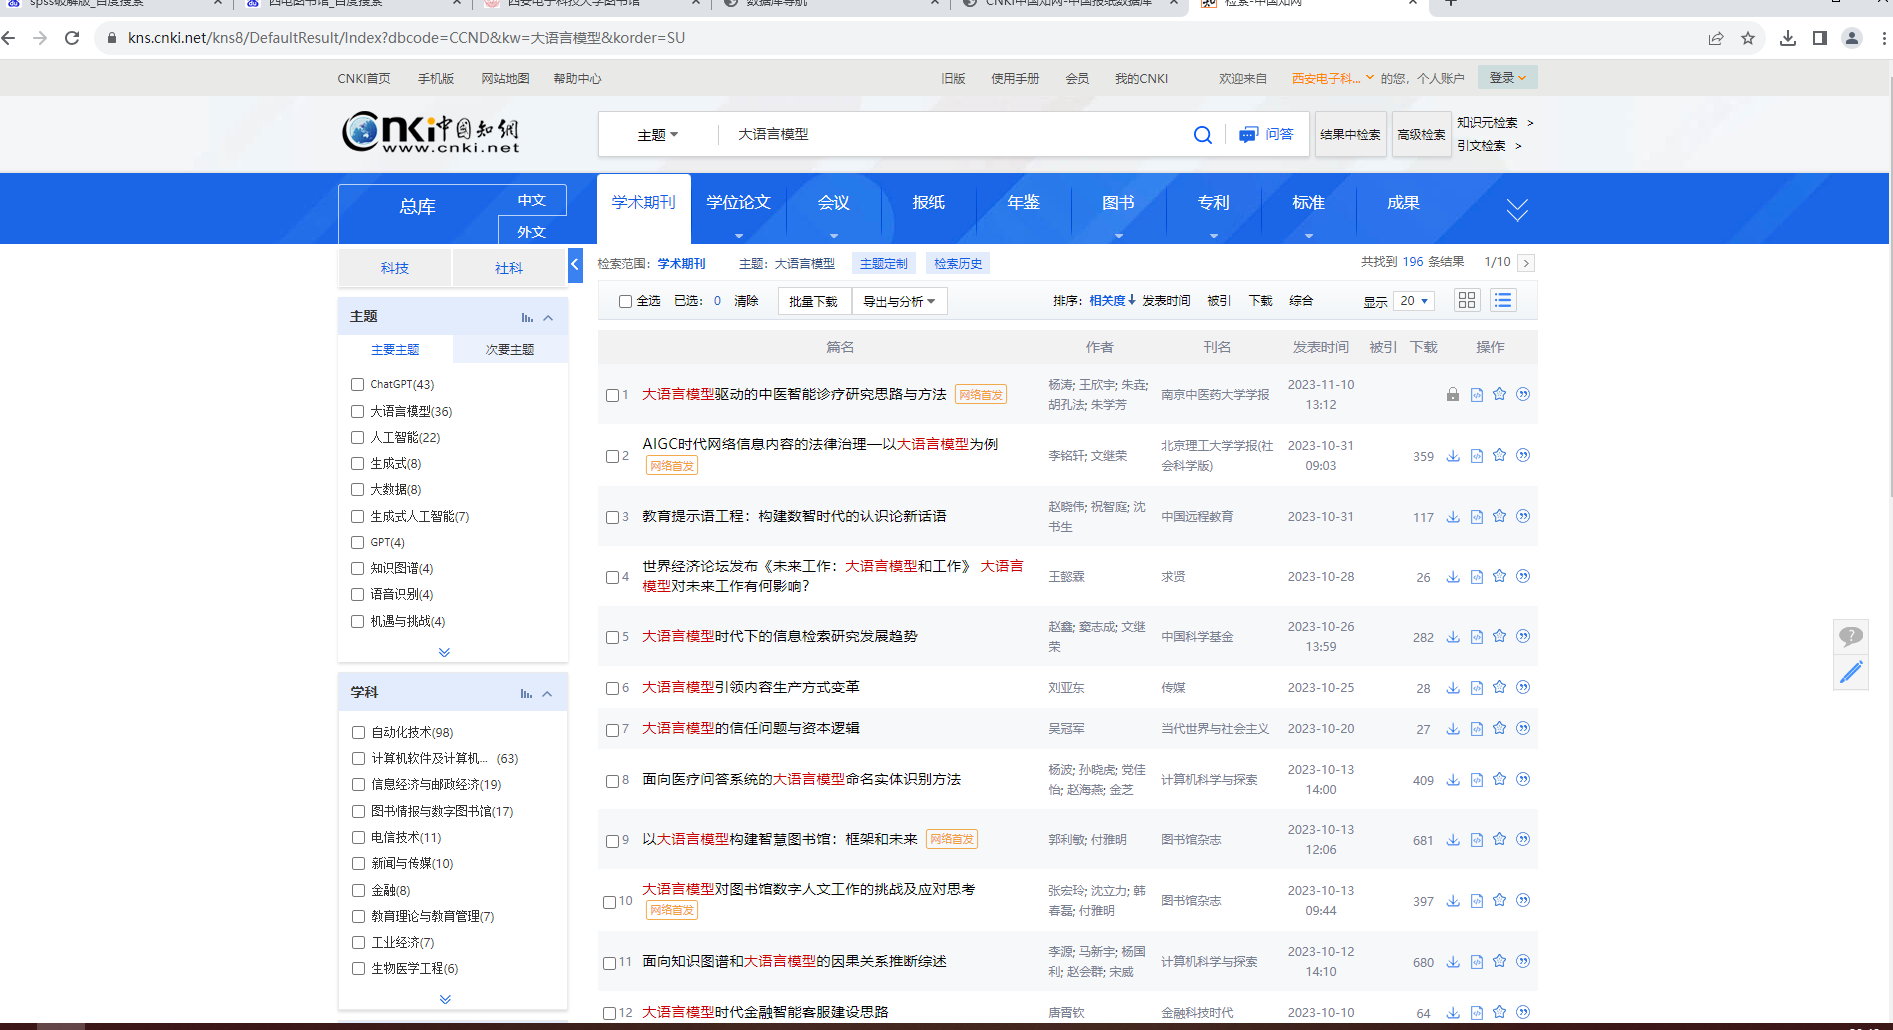 spss破解版_百度搜索
西电图书馆_百度搜索
西安电子科技大学图书馆
数据库导航
CNKI中国知网-中国报纸数据库
检索-中国知网
kns.cnki.net/kns8/DefaultResult/Index?dbcode=CCND&kw=大语言模型&korder=SU
CNKI首页 手机版 网站地图 帮助中心 旧版 使用手册 会员 我的CNKI 欢迎来自 西安电子科... 的您，个人账户 登录
Cnki中国知網
www.cnki.net
主题 大语言模型 问答 结果中检索 高级检索
知识元检索 >
引文检索 >
总库 中文 外文 学术期刊 学位论文 会议 报纸 年鉴 图书 专利 标准 成果
科技 社科
检索范围：学术期刊 主题：大语言模型 主题定制 检索历史 共找到 196 条结果 1/10 >
全选 已选：0 清除 批量下载 导出与分析 排序：相关度↓ 发表时间 被引 下载 综合 显示 20
主题
主要主题 次要主题
ChatGPT(43)
大语言模型(36)
人工智能(22)
生成式(8)
大数据(8)
生成式人工智能(7)
GPT(4)
知识图谱(4)
语音识别(4)
机遇与挑战(4)
学科
自动化技术(98)
计算机软件及计算机... (63)
信息经济与邮政经济(19)
图书情报与数字图书馆(17)
电信技术(11)
新闻与传媒(10)
金融(8)
教育理论与教育管理(7)
工业经济(7)
生物医学工程(6)
篇名 作者 刊名 发表时间 被引 下载 操作
1 大语言模型驱动的中医智能诊疗研究思路与方法 网络首发 杨涛; 王欣宇; 朱垚; 胡孔法; 朱学芳 南京中医药大学学报 2023-11-10 13:12
2 AIGC时代网络信息内容的法律治理—以大语言模型为例 网络首发 李铭轩; 文继荣 北京理工大学学报(社会科学版) 2023-10-31 09:03 359
3 教育提示语工程：构建数智时代的认识论新话语 赵晓伟; 祝智庭; 沈书生 中国远程教育 2023-10-31 117
4 世界经济论坛发布《未来工作：大语言模型和工作》 大语言模型对未来工作有何影响? 王懿霖 求贤 2023-10-28 26
5 大语言模型时代下的信息检索研究发展趋势 赵鑫; 窦志成; 文继荣 中国科学基金 2023-10-26 13:59 282
6 大语言模型引领内容生产方式变革 刘亚东 传媒 2023-10-25 28
7 大语言模型的信任问题与资本逻辑 吴冠军 当代世界与社会主义 2023-10-20 27
8 面向医疗问答系统的大语言模型命名实体识别方法 杨波; 孙晓虎; 党佳怡; 赵海燕; 金芝 计算机科学与探索 2023-10-13 14:00 409
9 以大语言模型构建智慧图书馆：框架和未来 网络首发 郭利敏; 付雅明 图书馆杂志 2023-10-13 12:06 681
10 大语言模型对图书馆数字人文工作的挑战及应对思考 网络首发 张宏玲; 沈立力; 韩春磊; 付雅明 图书馆杂志 2023-10-13 09:44 397
11 面向知识图谱和大语言模型的因果关系推断综述 李源; 马新宇; 杨国利; 赵会群; 宋威 计算机科学与探索 2023-10-12 14:10 680
12 大语言模型时代金融智能客服建设思路 唐霄钦 金融科技时代 2023-10-10 64